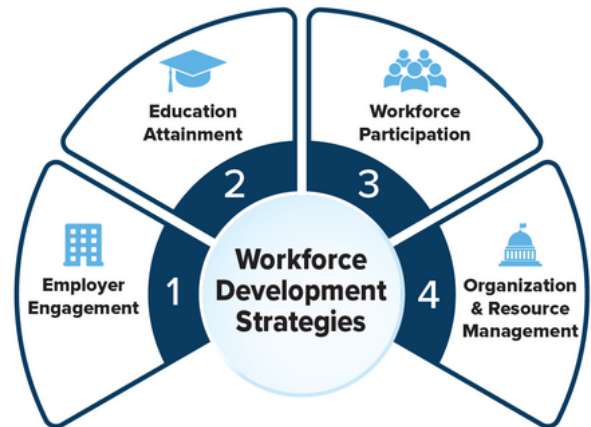 Workforce
Development
Strategies
1
Employer
Engagement
2
Education
Attainment
3
Workforce
Participation
4
Organization
& Resource
Management